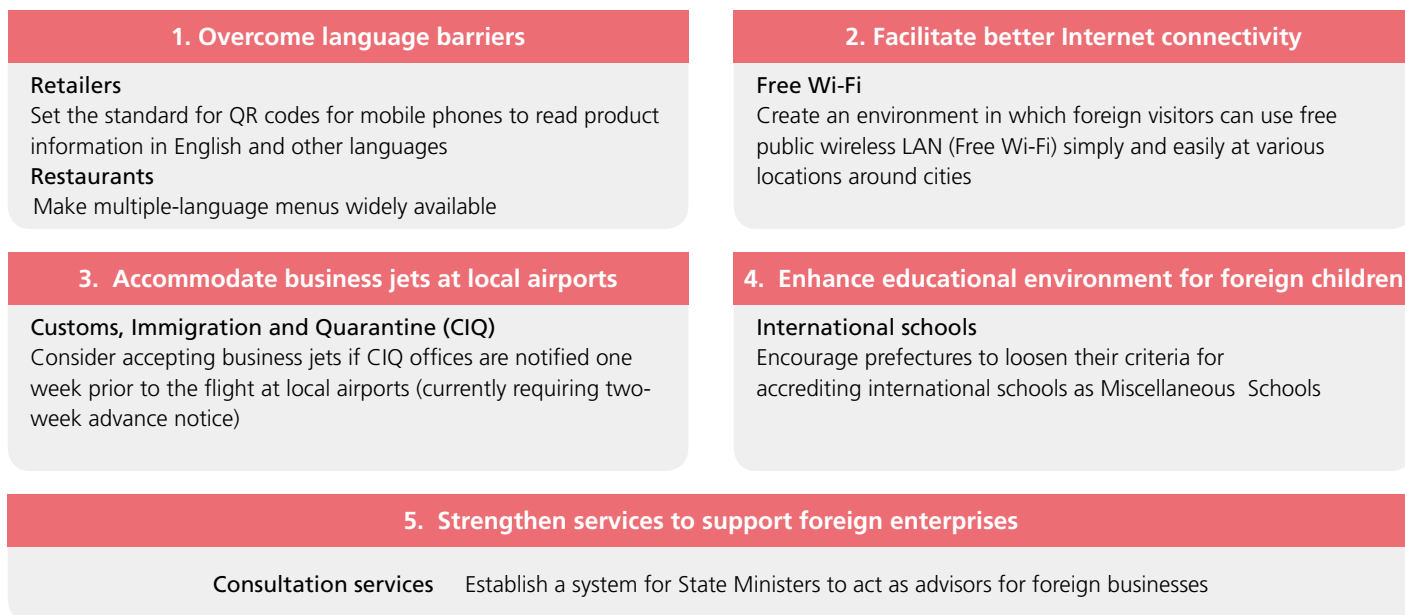 1. Overcome language barriers
Retailers
Set the standard for QR codes for mobile phones to read product
information in English and other languages
Restaurants
Make multiple-language menus widely available
2. Facilitate better Internet connectivity
Free Wi-Fi
Create an environment in which foreign visitors can use free
public wireless LAN (Free Wi-Fi) simply and easily at various
locations around cities
3. Accommodate business jets at local airports
Customs, Immigration and Quarantine (CIQ)
Consider accepting business jets if CIQ offices are notified one
week prior to the flight at local airports (currently requiring two-
week advance notice)
4. Enhance educational environment for foreign children
International schools
Encourage prefectures to loosen their criteria for
accrediting international schools as Miscellaneous Schools
5. Strengthen services to support foreign enterprises
Consultation services Establish a system for State Ministers to act as advisors for foreign businesses